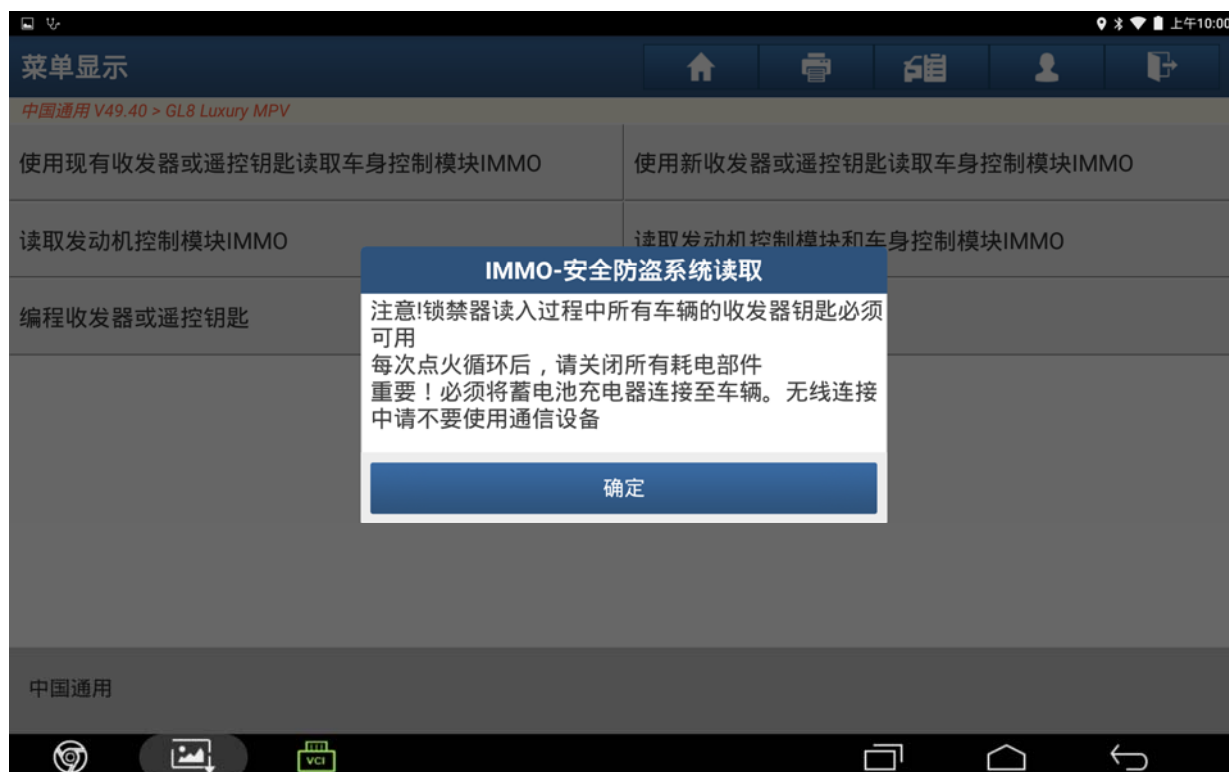 上午10:00
菜单显示
中国通用 V49.40 > GL8 Luxury MPV
使用现有收发器或遥控钥匙读取车身控制模块IMMO
使用新收发器或遥控钥匙读取车身控制模块IMMO
读取发动机控制模块IMMO
读取发动机控制模块和车身控制模块IMMO
编程收发器或遥控钥匙
IMMO-安全防盗系统读取
注意!锁禁器读入过程中所有车辆的收发器钥匙必须
可用
每次点火循环后，请关闭所有耗电部件
重要！必须将蓄电池充电器连接至车辆。无线连接
中请不要使用通信设备
确定
中国通用
VCI